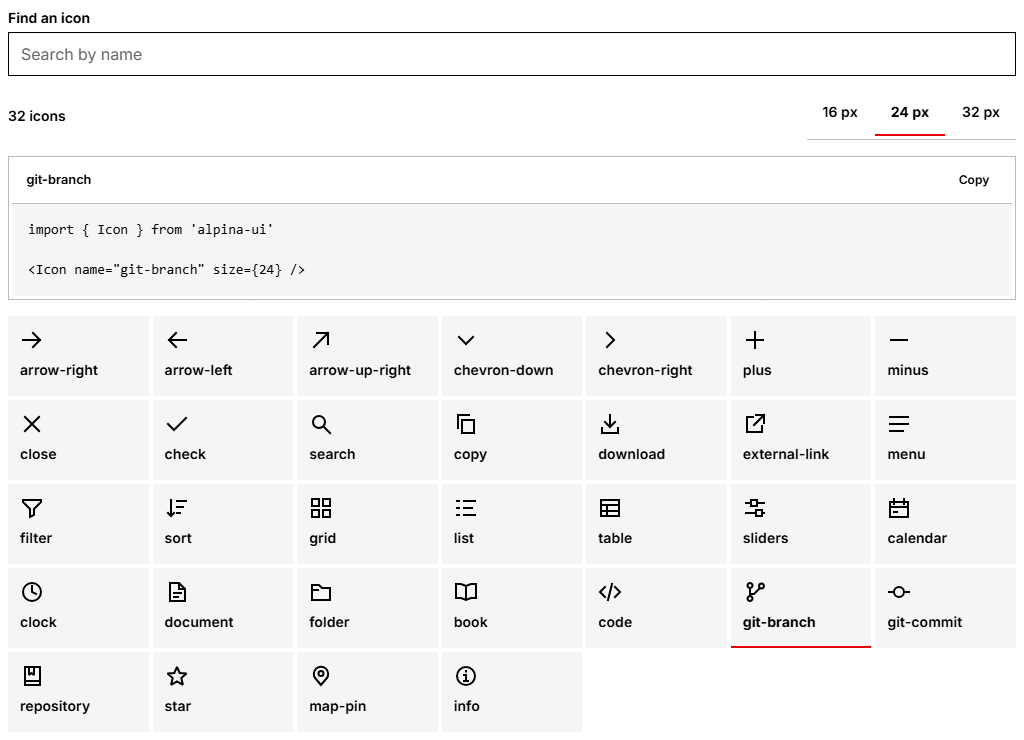 Find an icon
Search by name
32 icons
16 px 24 px 32 px
git-branch Copy
import { Icon } from 'alpina-ui'
<Icon name="git-branch" size={24} />
arrow-right arrow-left arrow-up-right chevron-down chevron-right plus minus
close check search copy download external-link menu
filter sort grid list table sliders calendar
clock document folder book code git-branch git-commit
repository star map-pin info